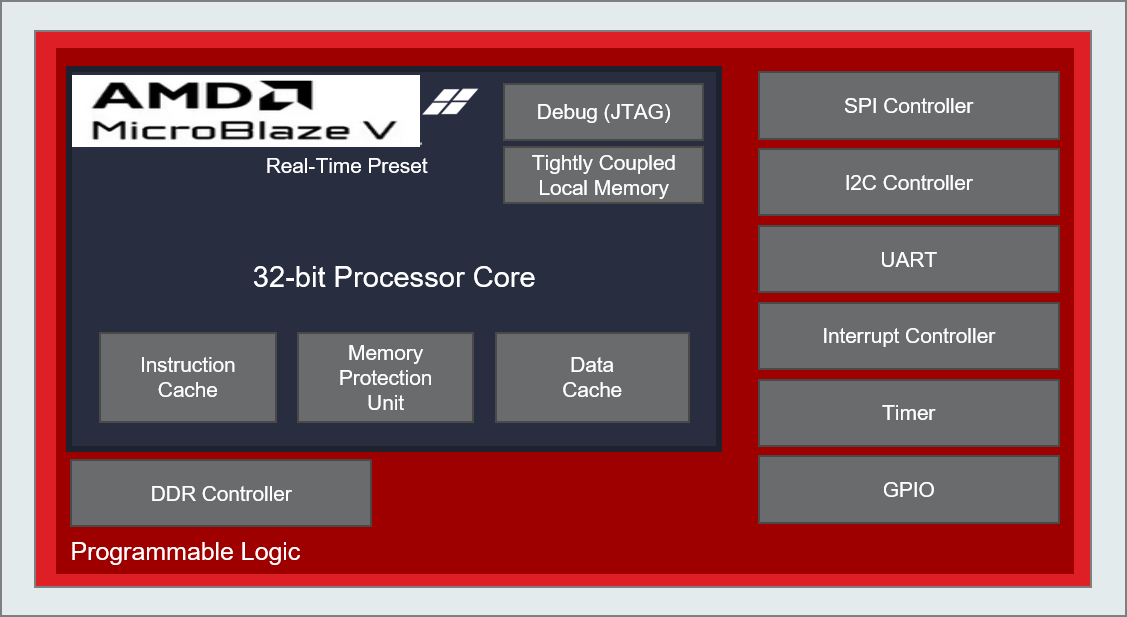 AMD
MicroBlaze V
Real-Time Preset
Debug (JTAG)
Tightly Coupled
Local Memory
32-bit Processor Core
Instruction
Cache
Memory
Protection
Unit
Data
Cache
DDR Controller
Programmable Logic
SPI Controller
I2C Controller
UART
Interrupt Controller
Timer
GPIO